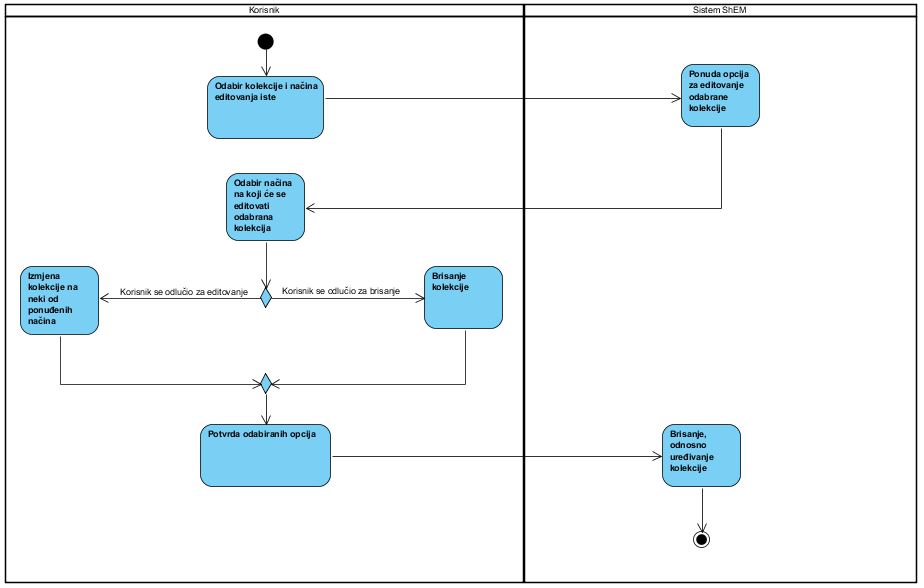 Korisnik
Sistem ShEM
Odabir kolekcije i načina
editovanja iste
Ponuda opcija
za editovanje
odabrane
kolekcije
Odabir načina
na koji će se
editovati
odabrana
kolekcija
Izmjena
kolekcije na
neki od
ponuđenih
načina
Korisnik se odlučio za editovanje
Korisnik se odlučio za brisanje
Brisanje
kolekcije
Potvrda odabiranih opcija
Brisanje,
odnosno
uređivanje
kolekcije